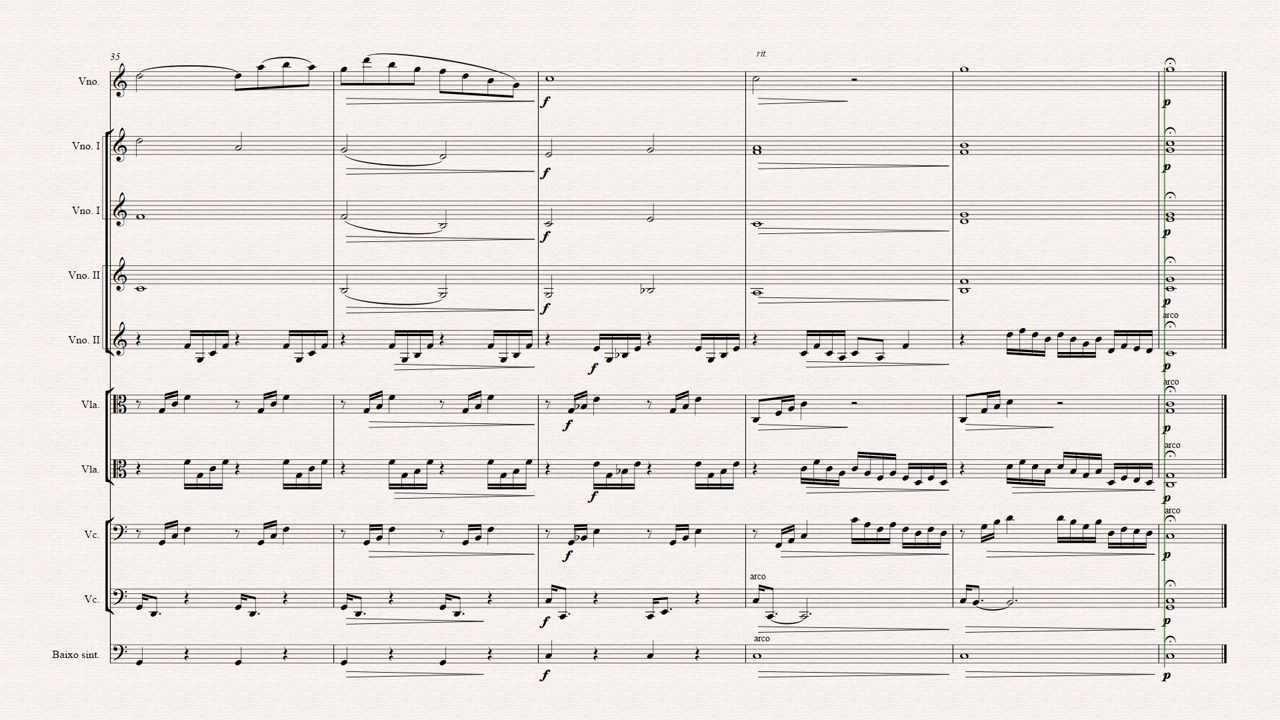 35
rit.
Vno.
f
p
Vno. I
f
p
Vno. I
f
p
Vno. II
f
p
arco
Vno. II
f
p
arco
Vla.
f
p
arco
Vla.
f
p
arco
Vc.
f
p
arco
Vc.
f
p
arco
Baixo sint.
f
p